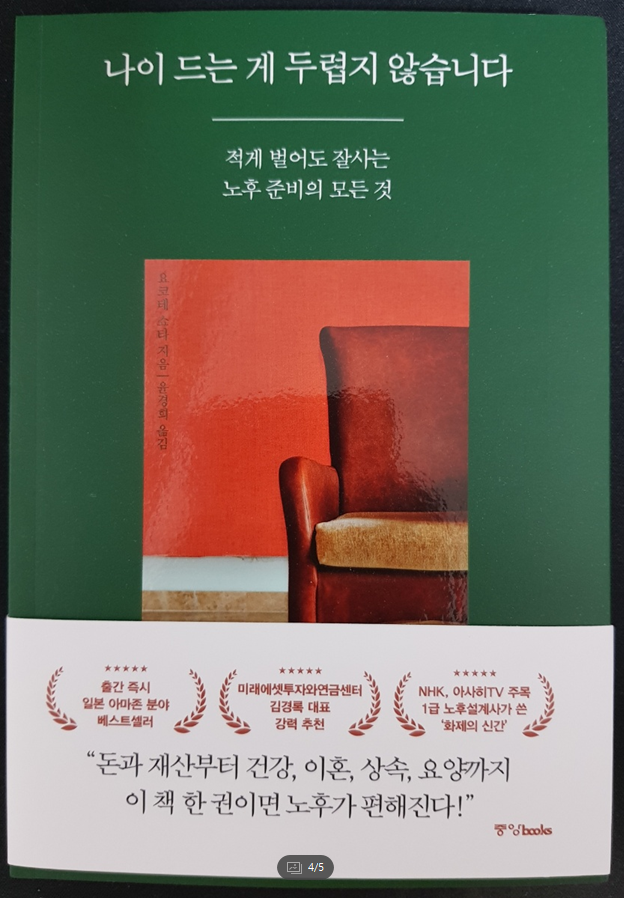 나이 드는 게 두렵지 않습니다
적게 벌어도 잘사는
노후 준비의 모든 것
요코테 쇼타 지음 | 윤경희 옮김
★★★★★
출간 즉시
일본 아마존 분야
베스트셀러
★★★★★
미래에셋투자와연금센터
김경록 대표
강력 추천
★★★★★
NHK, 아사히TV 주목
1급 노후설계사가 쓴
‘화제의 신간’
“돈과 재산부터 건강, 이혼, 상속, 요양까지
이 책 한 권이면 노후가 편해진다!”
중앙books
4/5